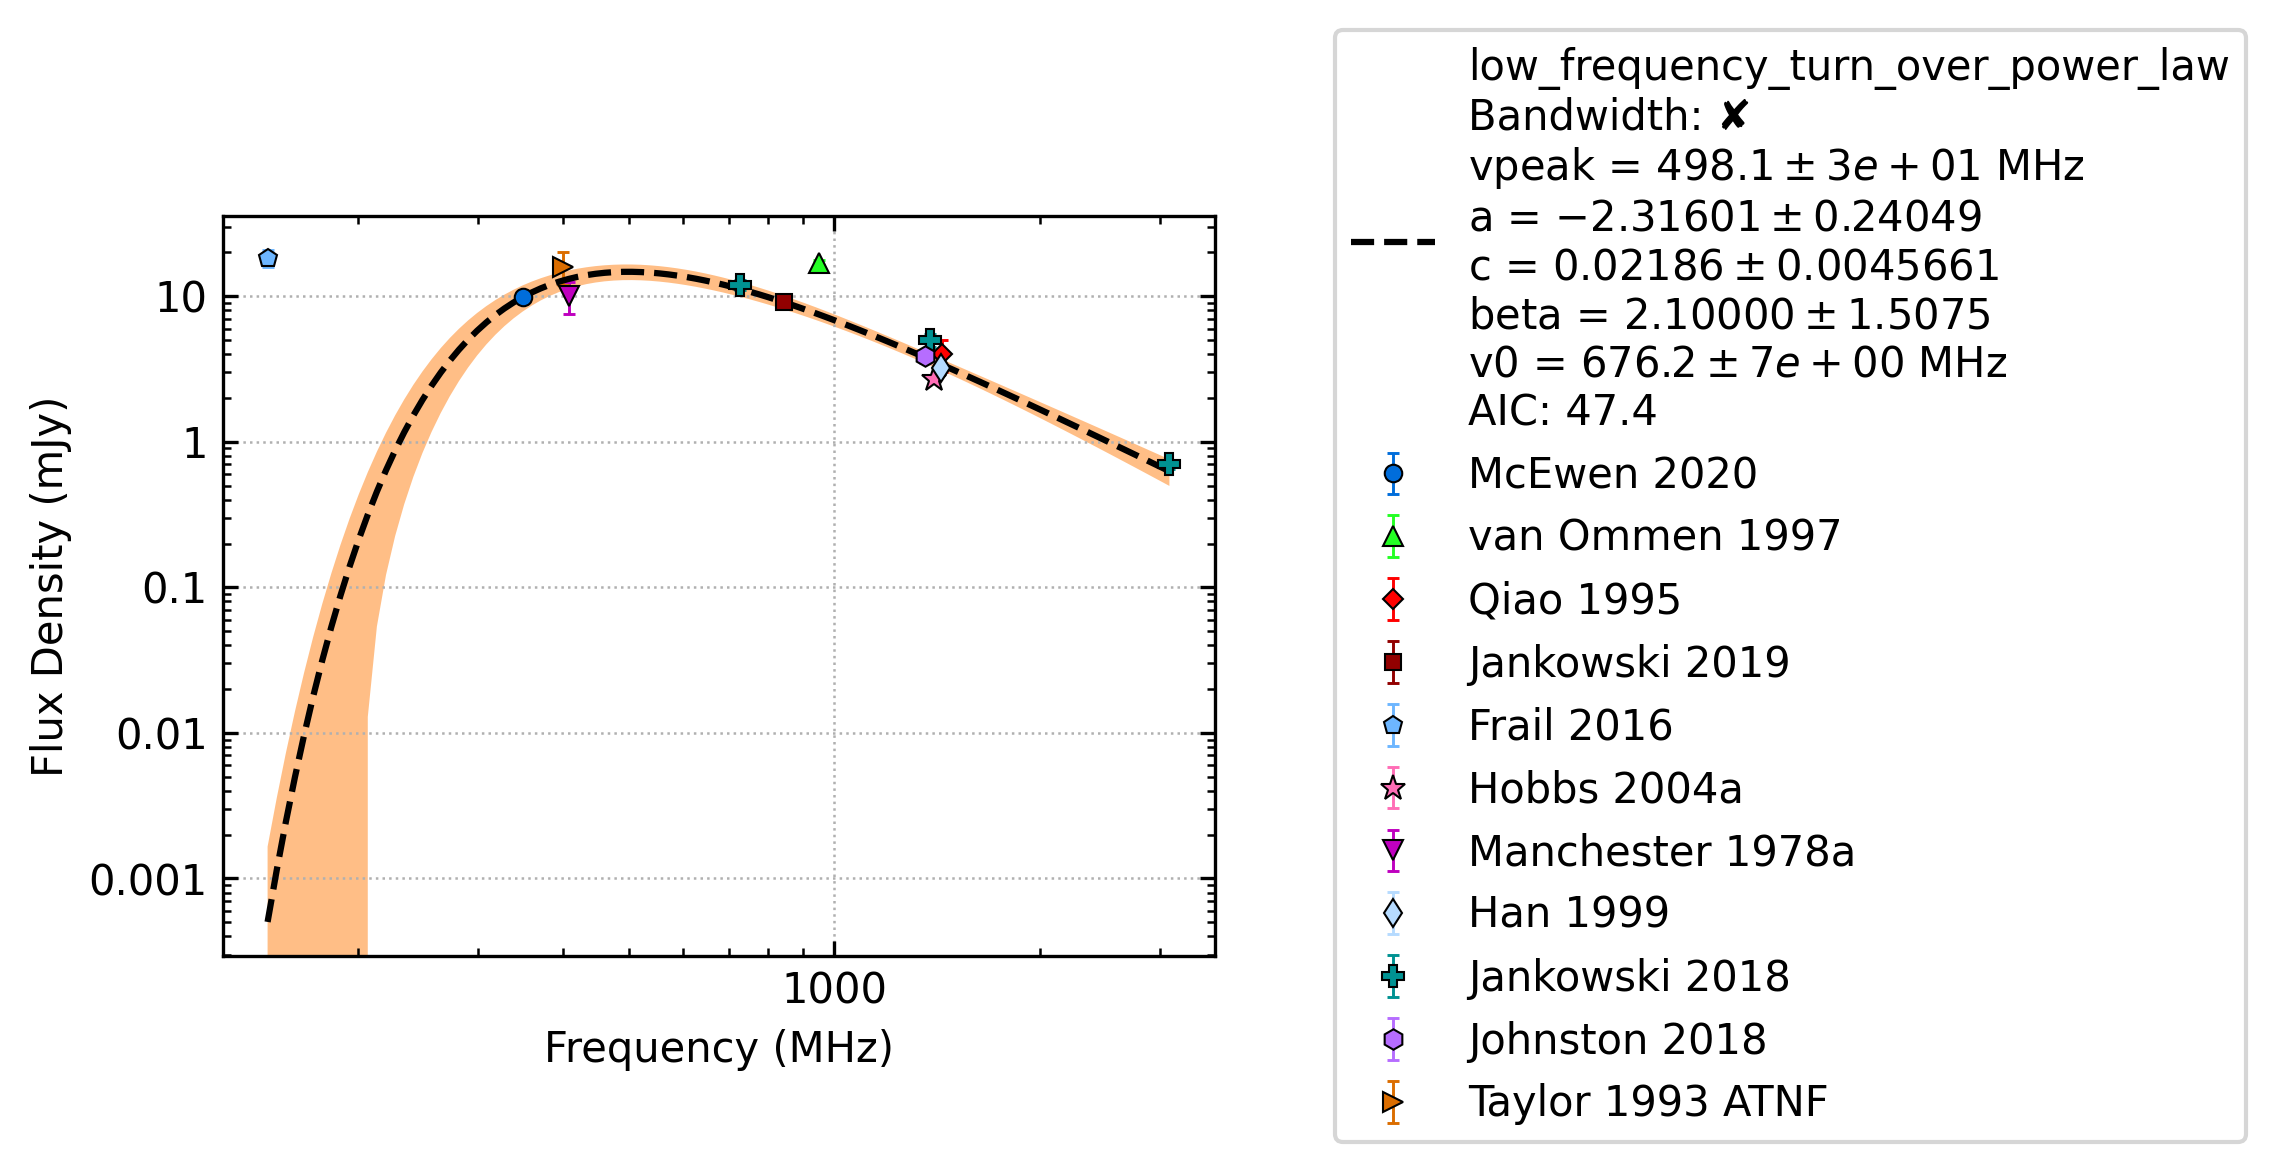 10
1
0.1
0.01
0.001
Flux Density (mJy)
1000
Frequency (MHz)
low_frequency_turn_over_power_law
Bandwidth: ✘
vpeak = 498.1 ± 3e + 01 MHz
a = −2.31601 ± 0.24049
c = 0.02186 ± 0.0045661
beta = 2.10000 ± 1.5075
v0 = 676.2 ± 7e + 00 MHz
AIC: 47.4
McEwen 2020
van Ommen 1997
Qiao 1995
Jankowski 2019
Frail 2016
Hobbs 2004a
Manchester 1978a
Han 1999
Jankowski 2018
Johnston 2018
Taylor 1993 ATNF